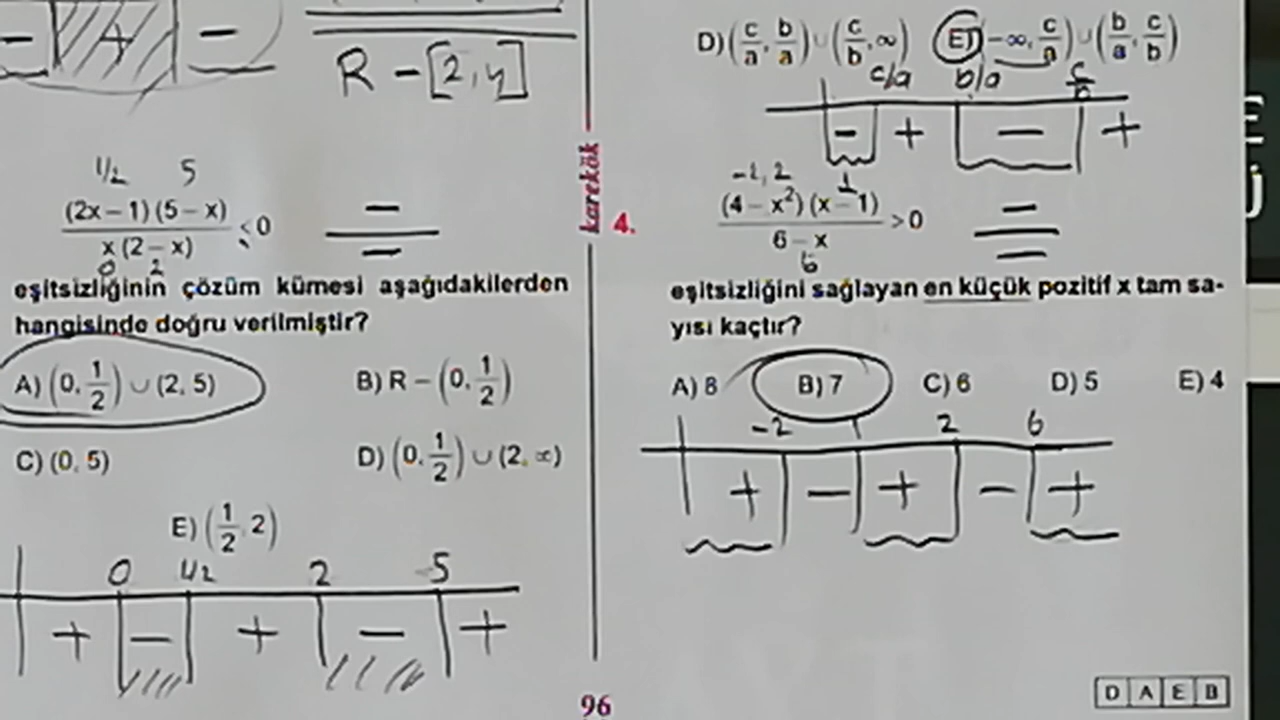 - + -
R - [2, 4]
1/2 5
(2x - 1) (5 - x)
x (2 - x)
< 0
0 2
-
eşitsizliğinin çözüm kümesi aşağıdakilerden
hangisinde doğru verilmiştir?
A) (0, 1/2) ∪ (2, 5)
B) R - (0, 1/2)
C) (0, 5)
D) (0, 1/2) ∪ (2, ∞)
E) (1/2, 2)
0 1/2 2 5
+ - + - +
karekök
96
D) (c/a, b/a) ∪ (c/b, ∞)
E) (-∞, c/a) ∪ (b/a, c/b)
c/a b/a c/b
- + - +
4.
-2, 2 1
(4 - x²) (x - 1)
6 - x
> 0
6
-
eşitsizliğini sağlayan en küçük pozitif x tam sa-
yısı kaçtır?
A) 8 B) 7 C) 6 D) 5 E) 4
-2 1 2 6
+ - + - +
D A E B